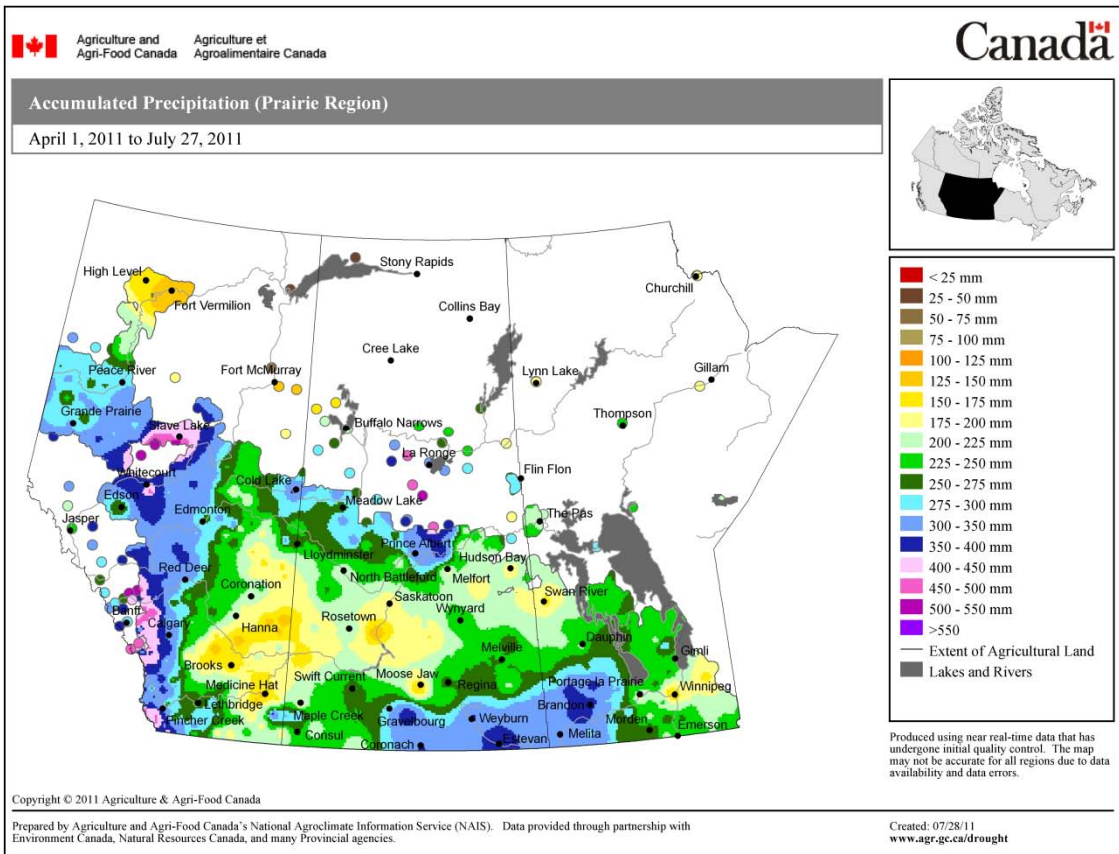 Agriculture and
Agri-Food Canada
Agriculture et
Agroalimentaire Canada
Canada
Accumulated Precipitation (Prairie Region)
April 1, 2011 to July 27, 2011
High Level
Fort Vermilion
Stony Rapids
Churchill
Collins Bay
Peace River
Fort McMurray
Cree Lake
Lynn Lake
Gillam
Grande Prairie
Thompson
Slave Lake
Buffalo Narrows
La Ronge
Whitecourt
Cold Lake
Flin Flon
Edson
Meadow Lake
Jasper
Edmonton
The Pas
Lloydminster
Prince Albert
Hudson Bay
Red Deer
North Battleford
Melfort
Coronation
Saskatoon
Swan River
Banff
Hanna
Rosetown
Wynyard
Calgary
Dauphin
Brooks
Melville
Gimli
Medicine Hat
Swift Current
Moose Jaw
Regina
Portage la Prairie
Winnipeg
Lethbridge
Maple Creek
Gravelbourg
Weyburn
Brandon
Pincher Creek
Morden
Emerson
Consul
Coronach
Estevan
Melita
< 25 mm
25 - 50 mm
50 - 75 mm
75 - 100 mm
100 - 125 mm
125 - 150 mm
150 - 175 mm
175 - 200 mm
200 - 225 mm
225 - 250 mm
250 - 275 mm
275 - 300 mm
300 - 350 mm
350 - 400 mm
400 - 450 mm
450 - 500 mm
500 - 550 mm
>550
Extent of Agricultural Land
Lakes and Rivers
Produced using near real-time data that has
undergone initial quality control. The map
may not be accurate for all regions due to data
availability and data errors.
Copyright © 2011 Agriculture & Agri-Food Canada
Prepared by Agriculture and Agri-Food Canada's National Agroclimate Information Service (NAIS). Data provided through partnership with
Environment Canada, Natural Resources Canada, and many Provincial agencies.
Created: 07/28/11
www.agr.gc.ca/drought